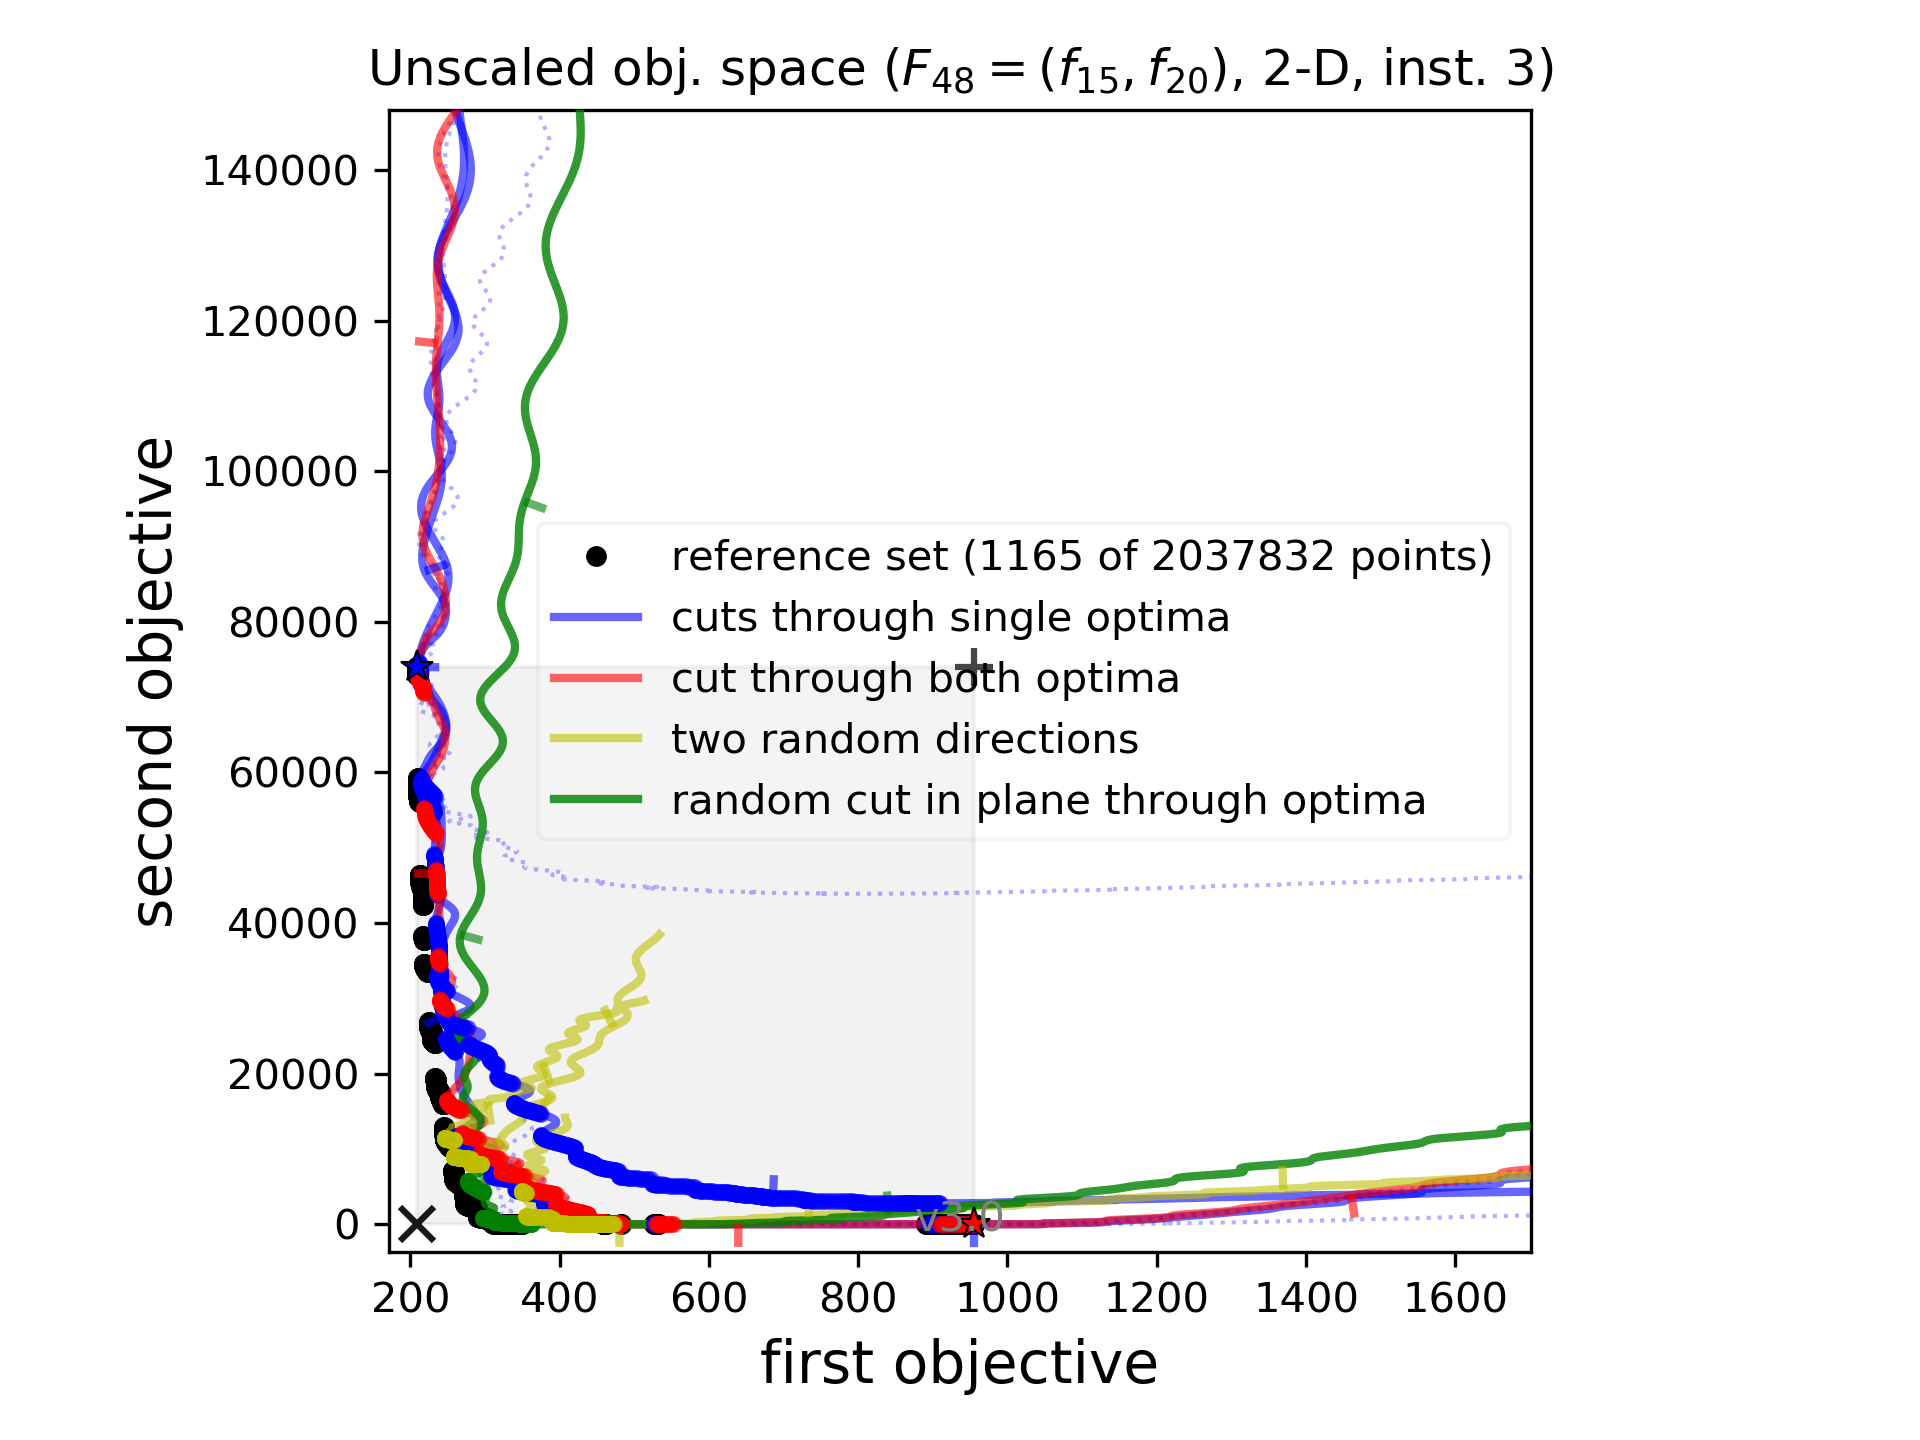 Unscaled obj. space (F48 = (f15, f20), 2-D, inst. 3)
140000
120000
100000
80000
60000
40000
20000
0
second objective
reference set (1165 of 2037832 points)
cuts through single optima
cut through both optima
two random directions
random cut in plane through optima
v3.0
200 400 600 800 1000 1200 1400 1600
first objective